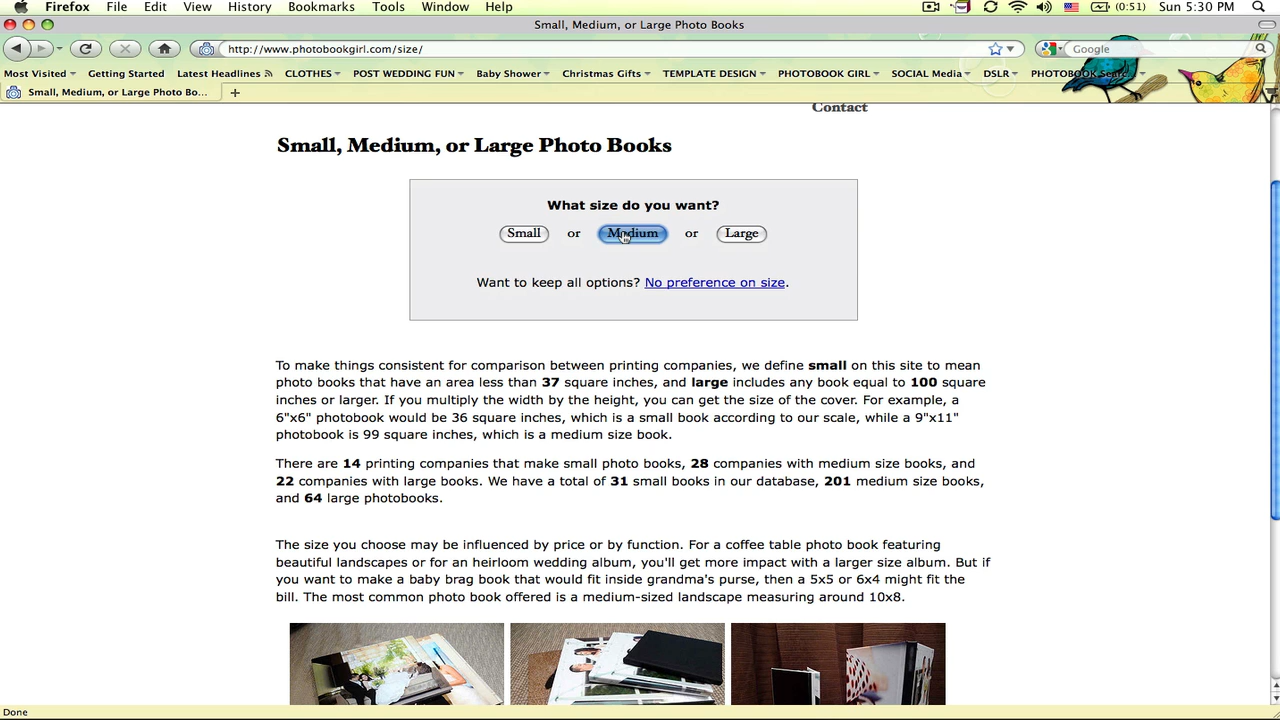 Firefox File Edit View History Bookmarks Tools Window Help (0:51) Sun 5:30 PM
Small, Medium, or Large Photo Books
http://www.photobookgirl.com/size/ Google
Most Visited Getting Started Latest Headlines CLOTHES POST WEDDING FUN Baby Shower Christmas Gifts TEMPLATE DESIGN PHOTOBOOK GIRL SOCIAL Media DSLR PHOTOBOOK
Small, Medium, or Large Photo Bo...
Contact
Small, Medium, or Large Photo Books
What size do you want?
Small or Medium or Large
Want to keep all options? No preference on size.
To make things consistent for comparison between printing companies, we define small on this site to mean
photo books that have an area less than 37 square inches, and large includes any book equal to 100 square
inches or larger. If you multiply the width by the height, you can get the size of the cover. For example, a
6"x6" photobook would be 36 square inches, which is a small book according to our scale, while a 9"x11"
photobook is 99 square inches, which is a medium size book.
There are 14 printing companies that make small photo books, 28 companies with medium size books, and
22 companies with large books. We have a total of 31 small books in our database, 201 medium size books,
and 64 large photobooks.
The size you choose may be influenced by price or by function. For a coffee table photo book featuring
beautiful landscapes or for an heirloom wedding album, you'll get more impact with a larger size album. But if
you want to make a baby brag book that would fit inside grandma's purse, then a 5x5 or 6x4 might fit the
bill. The most common photo book offered is a medium-sized landscape measuring around 10x8.
Done